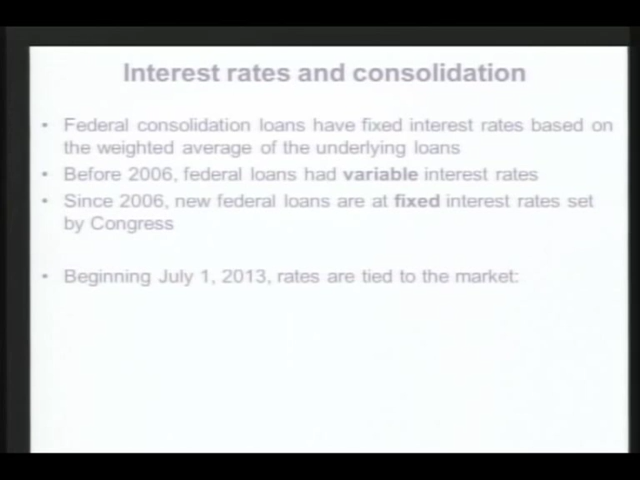 Interest rates and consolidation
• Federal consolidation loans have fixed interest rates based on
the weighted average of the underlying loans
• Before 2006, federal loans had variable interest rates
• Since 2006, new federal loans are at fixed interest rates set
by Congress
• Beginning July 1, 2013, rates are tied to the market: